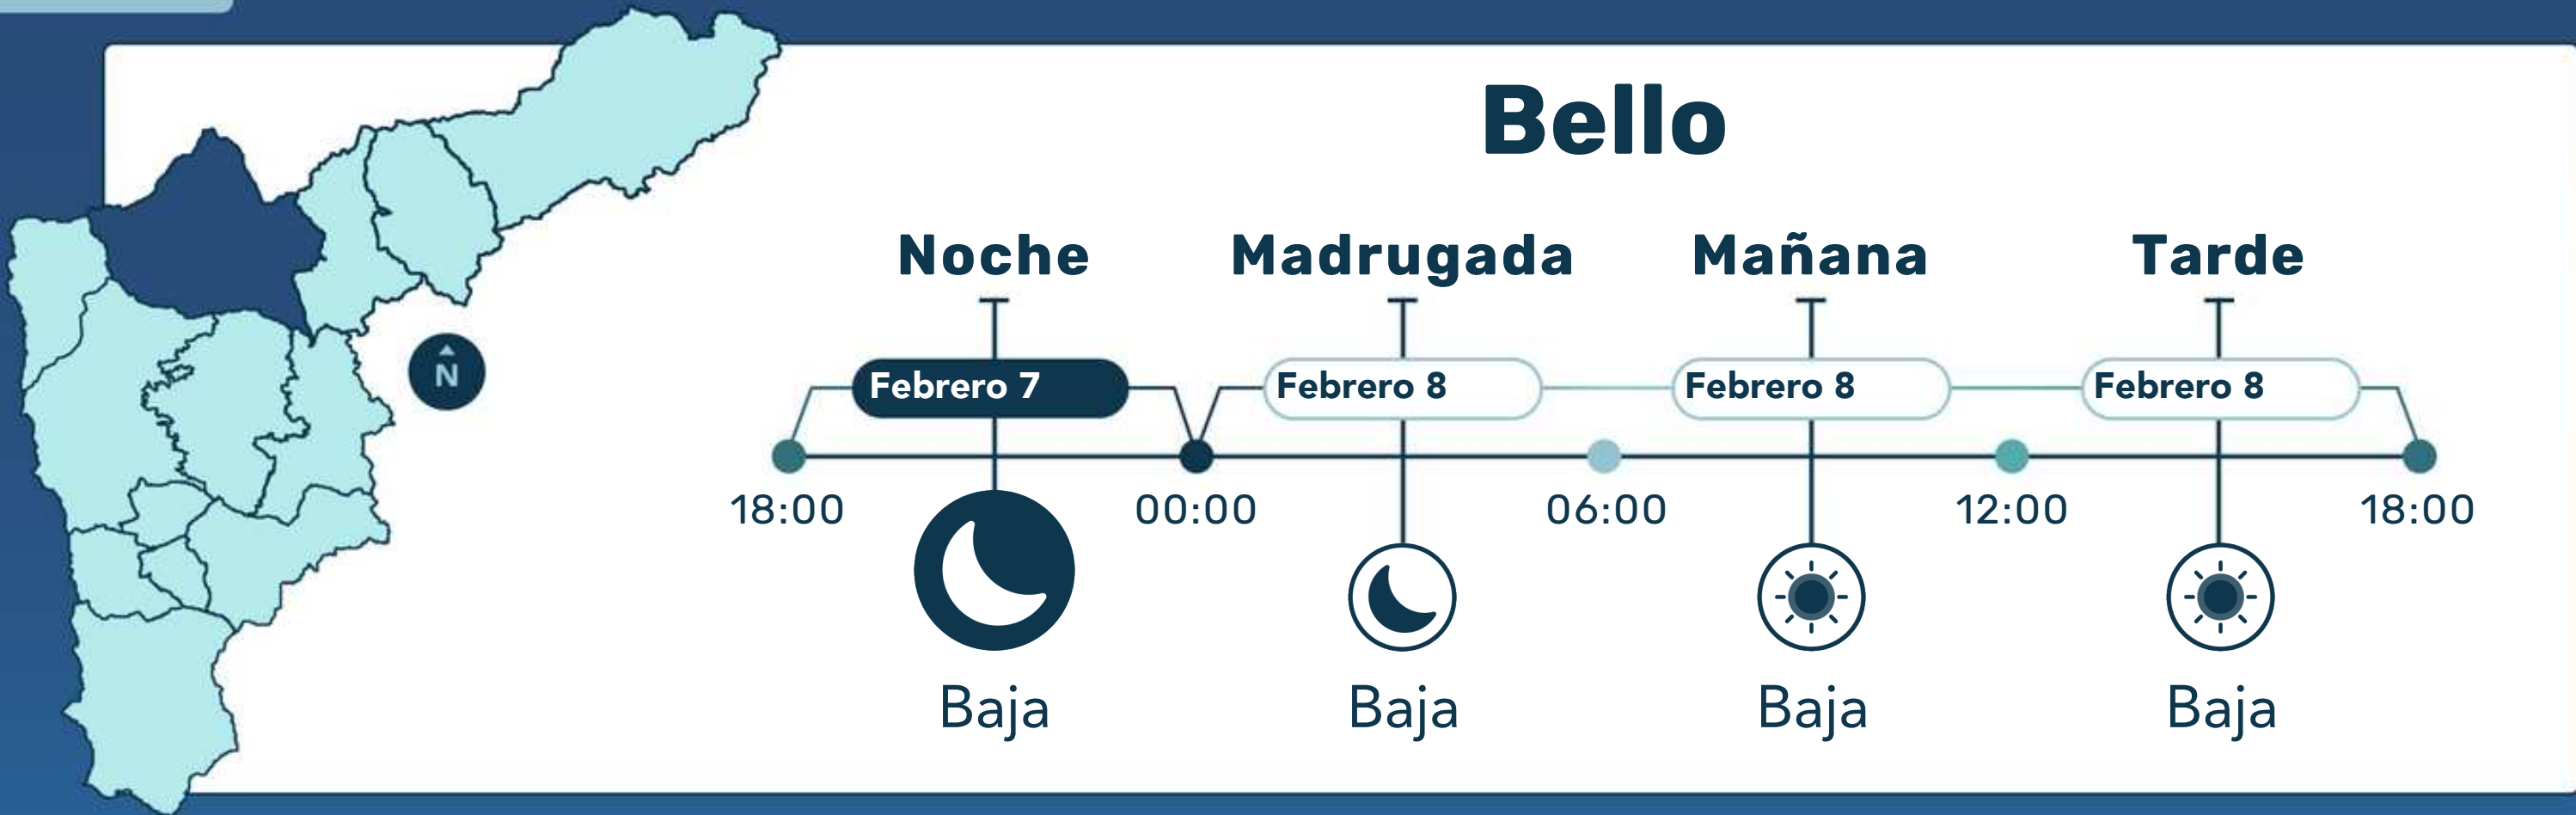 Bello
Noche Madrugada Mañana Tarde
Febrero 7 Febrero 8 Febrero 8 Febrero 8
N
18:00 00:00 06:00 12:00 18:00
Baja Baja Baja Baja